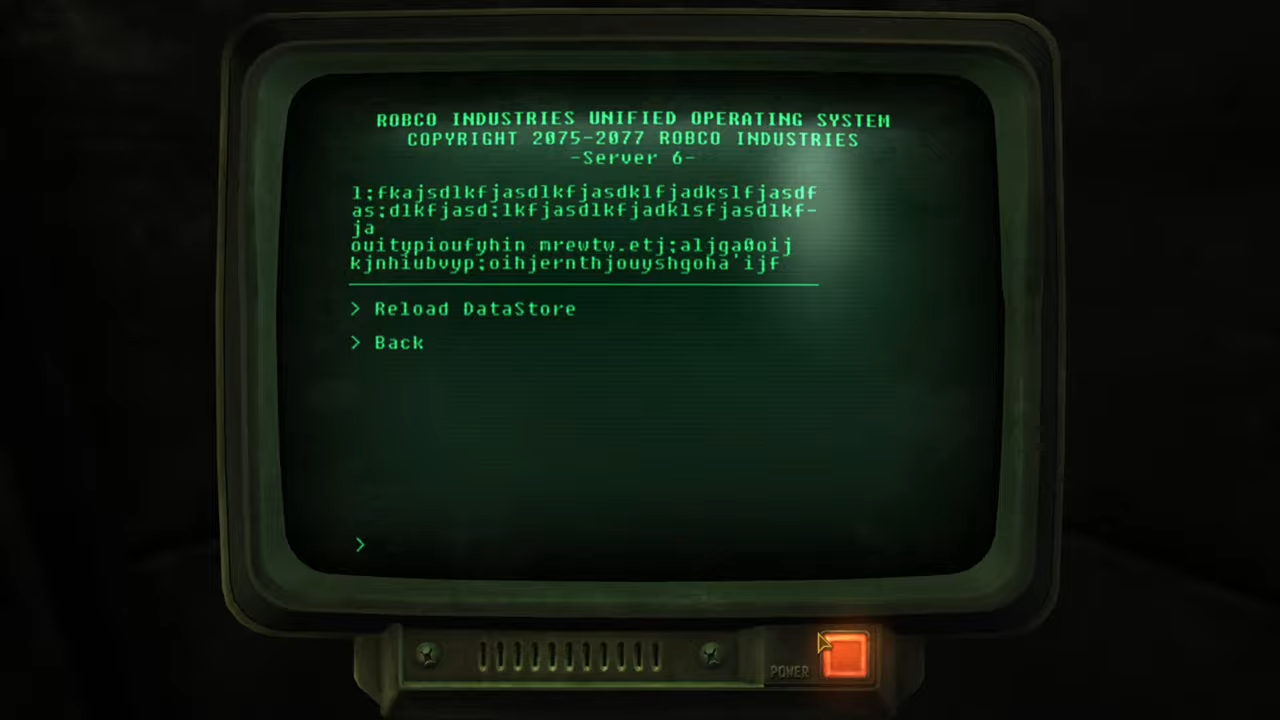 ROBCO INDUSTRIES UNIFIED OPERATING SYSTEM
COPYRIGHT 2075-2077 ROBCO INDUSTRIES
-Server 6-
l;fkajsdlkfjasdlkfjasdklfjadkslfjasdf
as;dlkfjasd;lkfjasdlkfjadklsfjasdlkf-
ja
ouitypioufyhin mrewtw.etj;aljga0oij
kjnhiubvyp;oihjernthjouyshgoha'ijf
> Reload DataStore
> Back
>
POWER